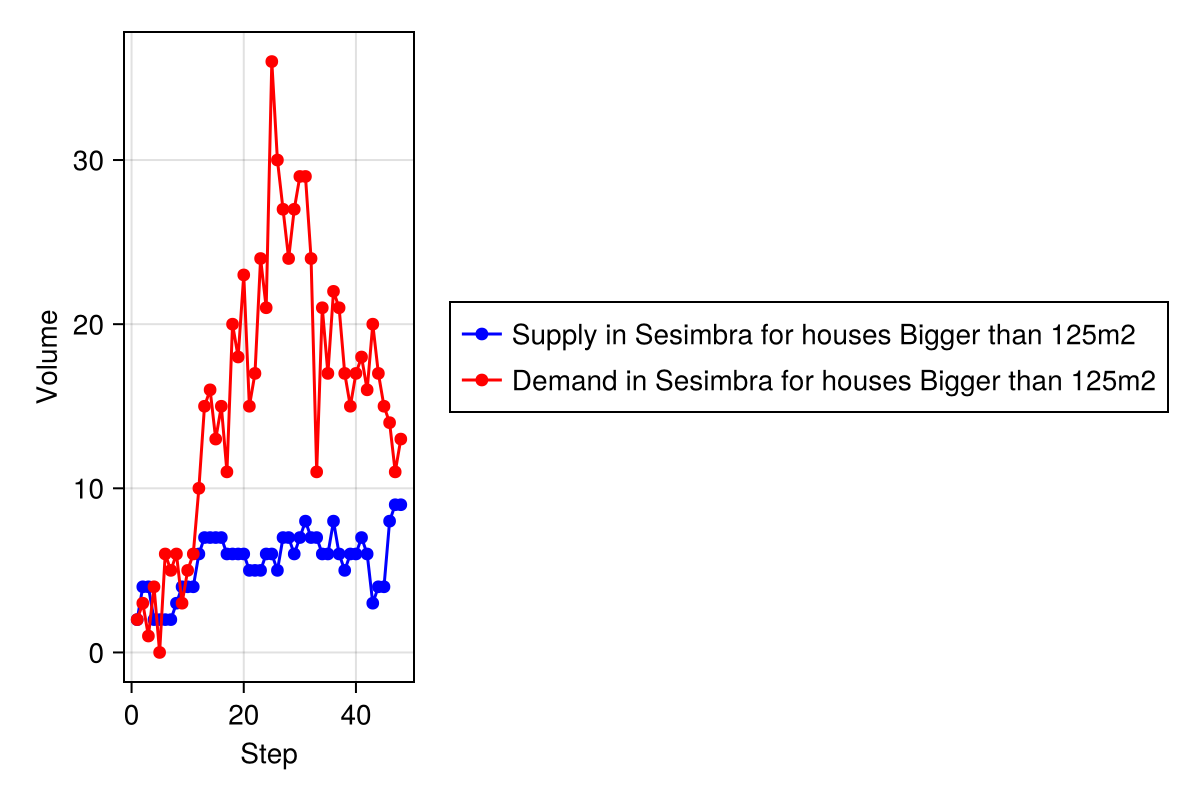 Volume
30
20
10
0
0 20 40
Step
Supply in Sesimbra for houses Bigger than 125m2
Demand in Sesimbra for houses Bigger than 125m2